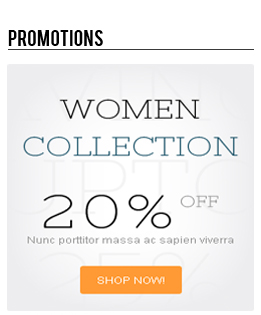 PROMOTIONS
WOMEN
COLLECTION
20% OFF
Nunc porttitor massa ac sapien viverra
SHOP NOW!